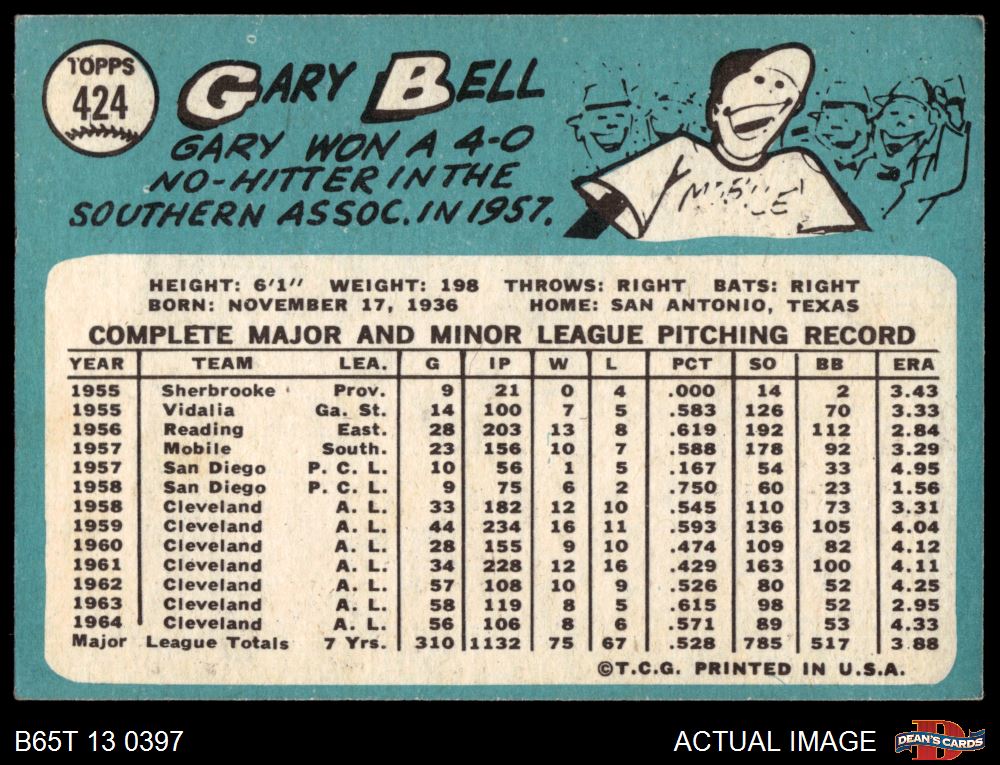 TOPPS
424
GARY BELL
GARY WON A 4-0
NO-HITTER IN THE
SOUTHERN ASSOC. IN 1957.
MOBILE
HEIGHT: 6'1" WEIGHT: 198 THROWS: RIGHT BATS: RIGHT
BORN: NOVEMBER 17, 1936 HOME: SAN ANTONIO, TEXAS
COMPLETE MAJOR AND MINOR LEAGUE PITCHING RECORD
YEAR TEAM LEA. G IP W L PCT SO BB ERA
1955 Sherbrooke Prov. 9 21 0 4 .000 14 2 3.43
1955 Vidalia Ga. St. 14 100 7 5 .583 126 70 3.33
1956 Reading East. 28 203 13 8 .619 192 112 2.84
1957 Mobile South. 23 156 10 7 .588 178 92 3.29
1957 San Diego P. C. L. 10 56 1 5 .167 54 33 4.95
1958 San Diego P. C. L. 9 75 6 2 .750 60 23 1.56
1958 Cleveland A. L. 33 182 12 10 .545 110 73 3.31
1959 Cleveland A. L. 44 234 16 11 .593 136 105 4.04
1960 Cleveland A. L. 28 155 9 10 .474 109 82 4.12
1961 Cleveland A. L. 34 228 12 16 .429 163 100 4.11
1962 Cleveland A. L. 57 108 10 9 .526 80 52 4.25
1963 Cleveland A. L. 58 119 8 5 .615 98 52 2.95
1964 Cleveland A. L. 56 106 8 6 .571 89 53 4.33
Major League Totals 7 Yrs. 310 1132 75 67 .528 785 517 3.88
©T.C.G. PRINTED IN U.S.A.
B65T 13 0397
ACTUAL IMAGE
DEAN'S CARDS